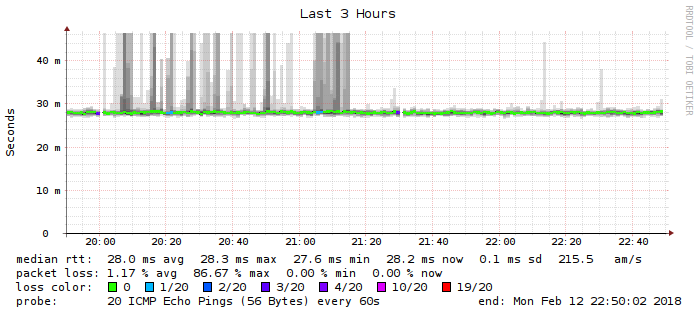 Last 3 Hours
RRDTOOL / TOBI OETIKER
Seconds
40 m
30 m
20 m
10 m
0
20:00 20:20 20:40 21:00 21:20 21:40 22:00 22:20 22:40
median rtt: 28.0 ms avg 28.3 ms max 27.6 ms min 28.2 ms now 0.1 ms sd 215.5 am/s
packet loss: 1.17 % avg 86.67 % max 0.00 % min 0.00 % now
loss color: 0 1/20 2/20 3/20 4/20 10/20 19/20
probe: 20 ICMP Echo Pings (56 Bytes) every 60s end: Mon Feb 12 22:50:02 2018